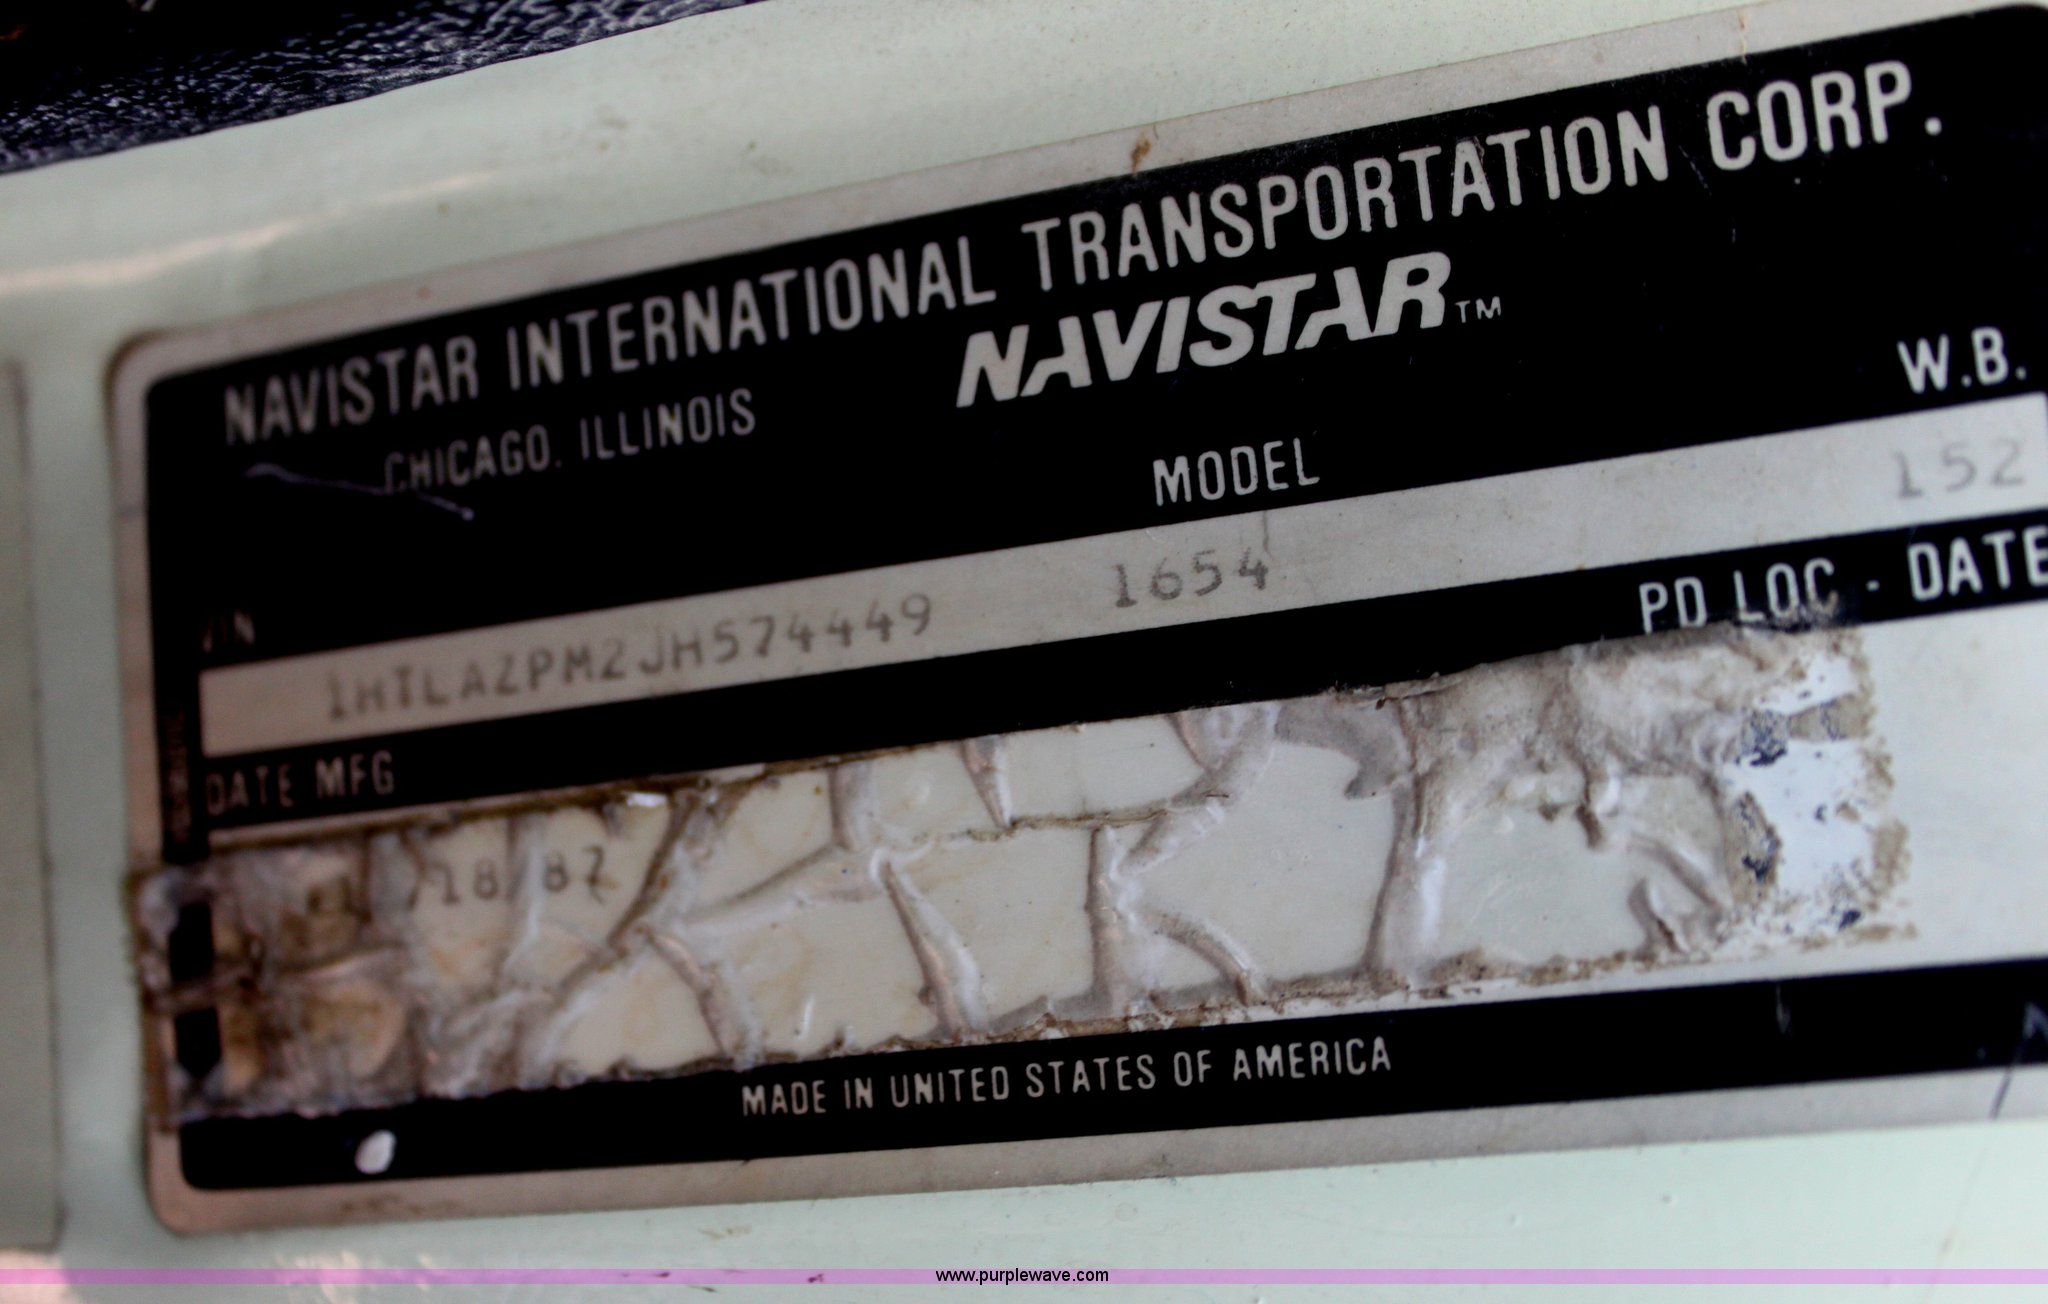 NAVISTAR INTERNATIONAL TRANSPORTATION CORP.
CHICAGO, ILLINOIS
NAVISTAR™
VIN MODEL W.B.
1HTLAZPM2JH574449 1654 152
DATE MFG PD LOC - DATE
/18/87
MADE IN UNITED STATES OF AMERICA
www.purplewave.com